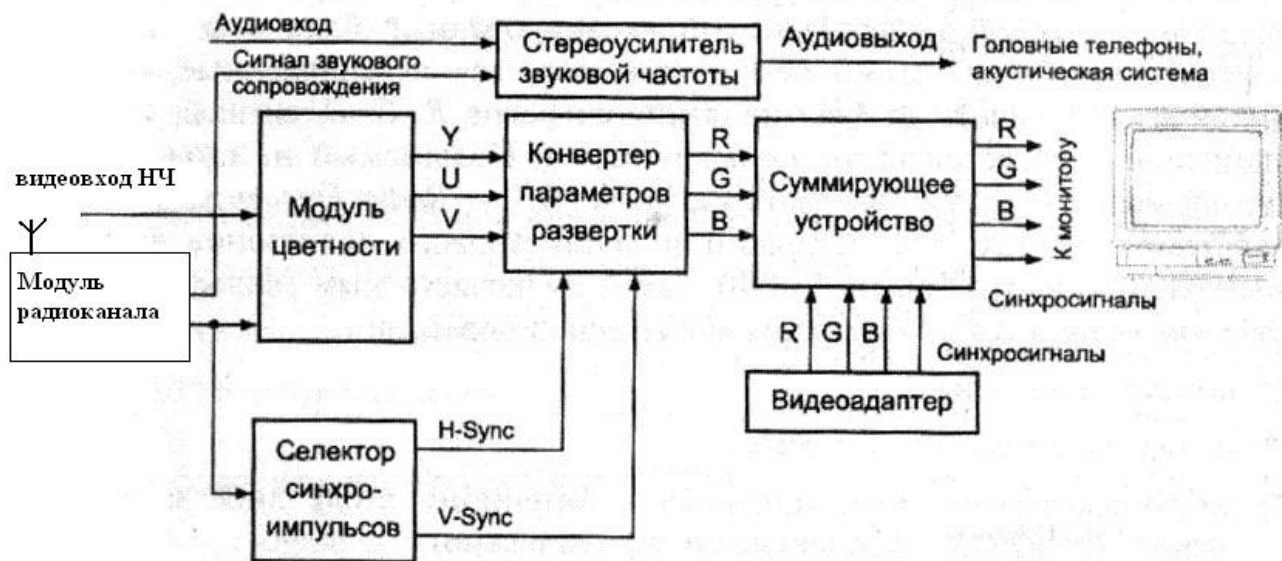 Аудиовход
Стереоусилитель
звуковой частоты
Аудиовыход
Головные телефоны,
акустическая система
Сигнал звукового
сопровождения
видеовход НЧ
Модуль
радиоканала
Модуль
цветности
Y
U
V
Конвертер
параметров
развертки
R
G
B
Суммирующее
устройство
R
G
B
К монитору
Синхросигналы
R
G
B
Синхросигналы
Видеоадаптер
Селектор
синхро-
импульсов
H-Sync
V-Sync